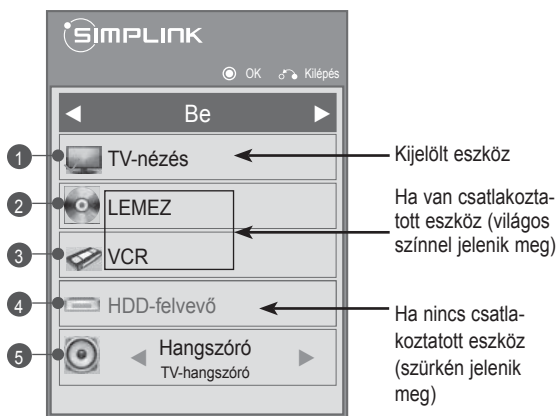 SIMPLINK
OK Kilépés
Be
1 TV-nézés
Kijelölt eszköz
2 LEMEZ
3 VCR
Ha van csatlakozta-
tott eszköz (világos
színnel jelenik meg)
4 HDD-felvevő
Ha nincs csatla-
koztatott eszköz
(szürkén jelenik
meg)
5 Hangszóró
TV-hangszóró